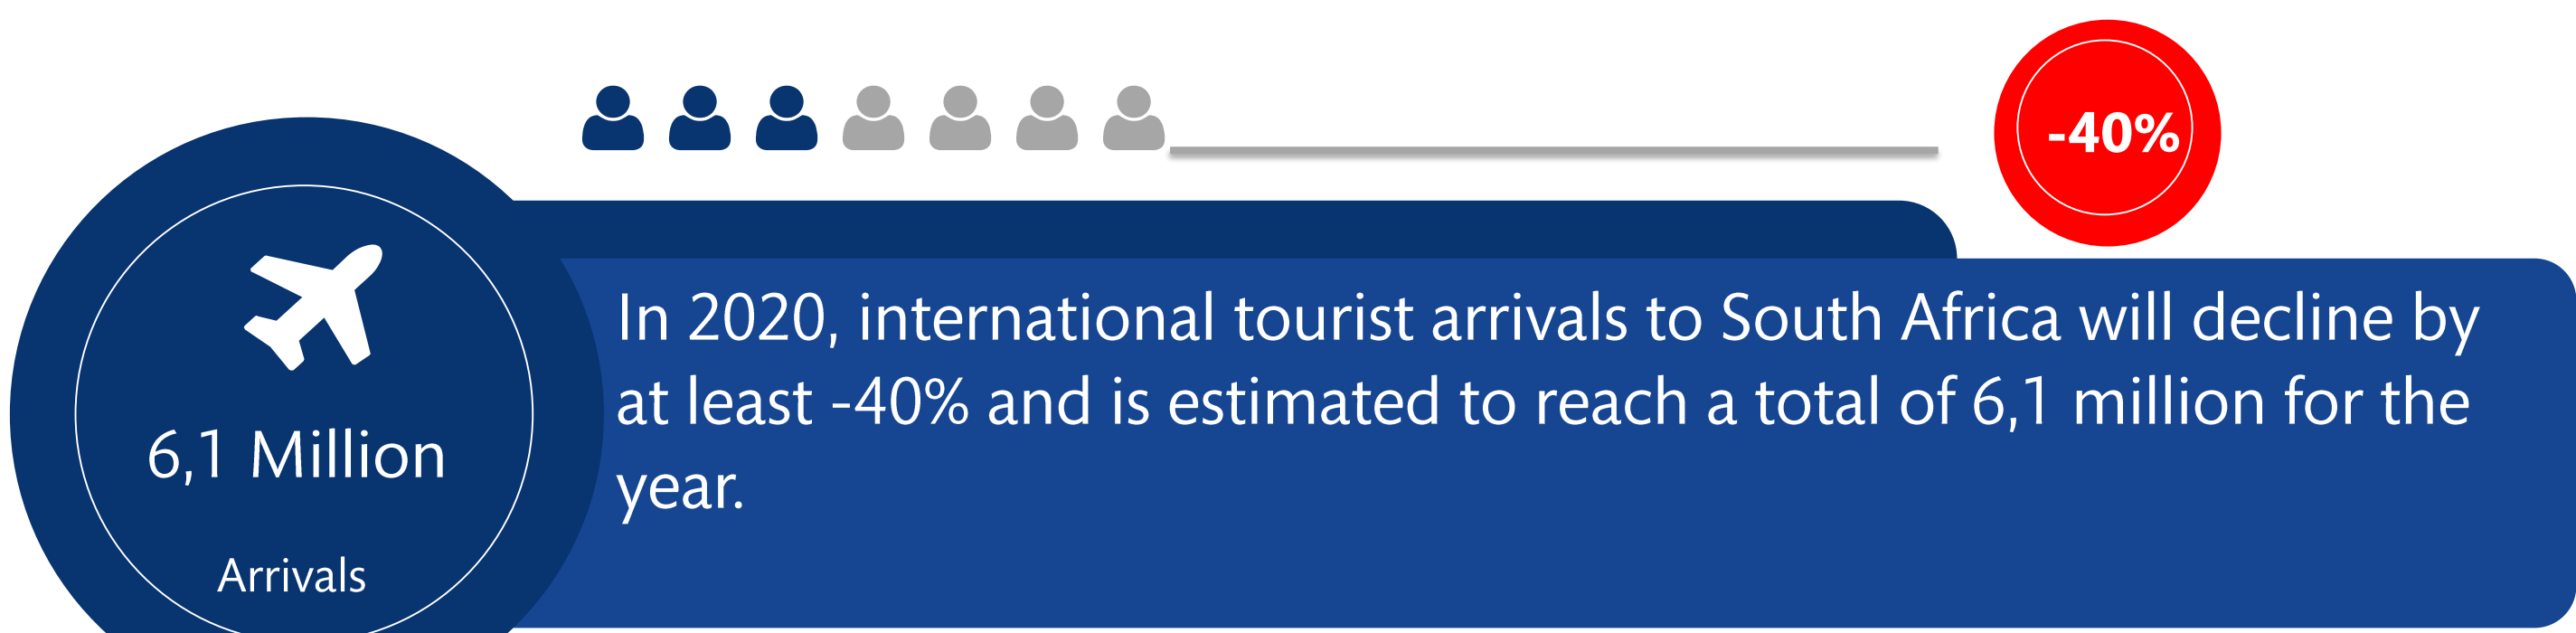 -40%
In 2020, international tourist arrivals to South Africa will decline by
at least -40% and is estimated to reach a total of 6,1 million for the
year.
6,1 Million
Arrivals